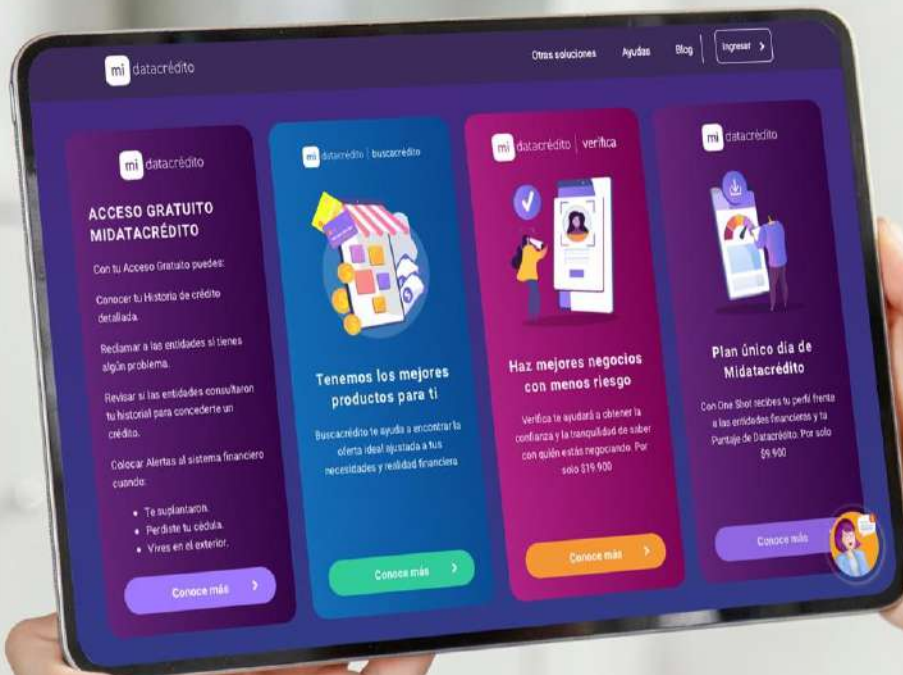 mi datacrédito
Otras soluciones
Ayudas
Blog
Ingresar >
mi datacrédito
ACCESO GRATUITO
MIDATACRÉDITO
Con tu Acceso Gratuito puedes:
Conocer tu Historia de crédito
detallada.
Reclamar a las entidades si tienes
algún problema.
Revisar si las entidades consultaron
tu historial para concederte un
crédito.
Colocar Alertas al sistema financiero
cuando:
• Te suplantaron.
• Perdiste tu cédula.
• Vives en el exterior.
Conoce más >
mi datacrédito | buscacrédito
Tenemos los mejores
productos para ti
Buscacrédito te ayuda a encontrar la
oferta ideal ajustada a tus
necesidades y realidad financiera
Conoce más >
mi datacrédito | verifica
Haz mejores negocios
con menos riesgo
Verifica te ayudará a obtener la
confianza y la tranquilidad de saber
con quién estás negociando. Por
solo $19.900
Conoce más >
mi datacrédito
Plan único día de
Midatacrédito
Con One Shot recibes tu perfil frente
a las entidades financieras y tu
Puntaje de Datacrédito. Por solo
$9.900
Conoce más